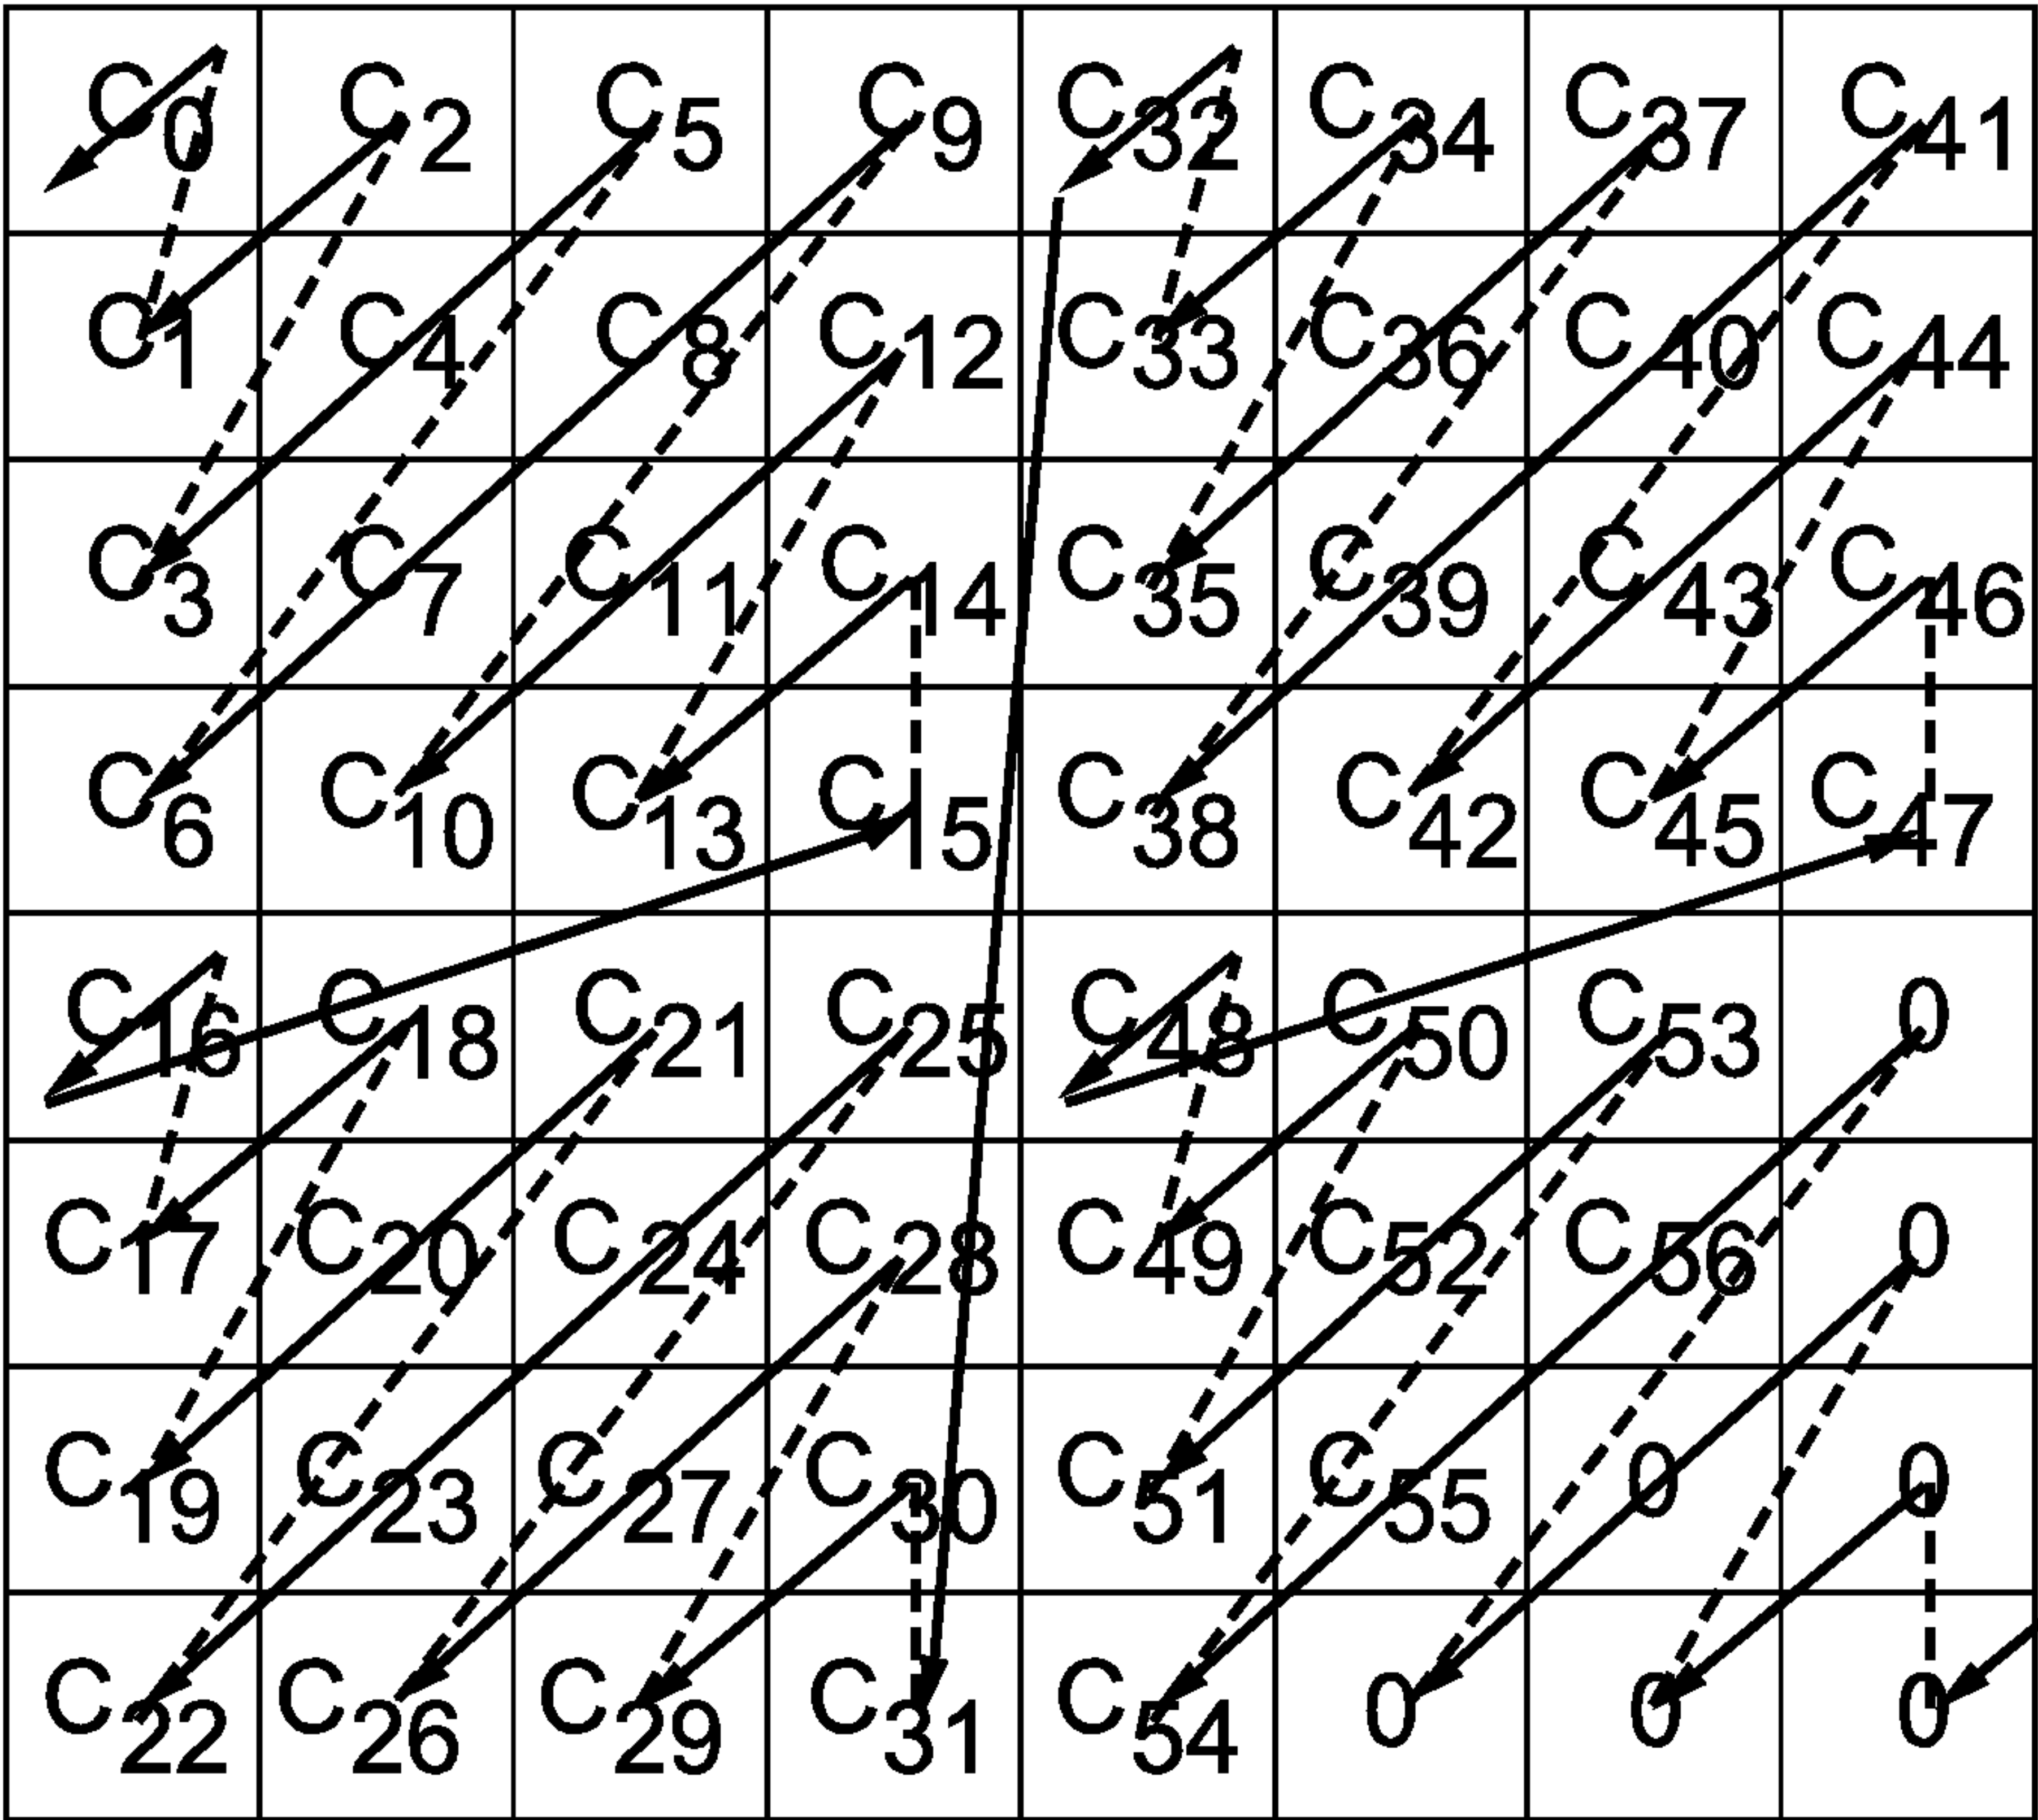 C0 C2 C5 C9 C32 C34 C37 C41
C1 C4 C8 C12 C33 C36 C40 C44
C3 C7 C11 C14 C35 C39 C43 C46
C6 C10 C13 C15 C38 C42 C45 C47
C16 C18 C21 C25 C48 C50 C53 0
C17 C20 C24 C28 C49 C52 C56 0
C19 C23 C27 C30 C51 C55 0 0
C22 C26 C29 C31 C54 0 0 0